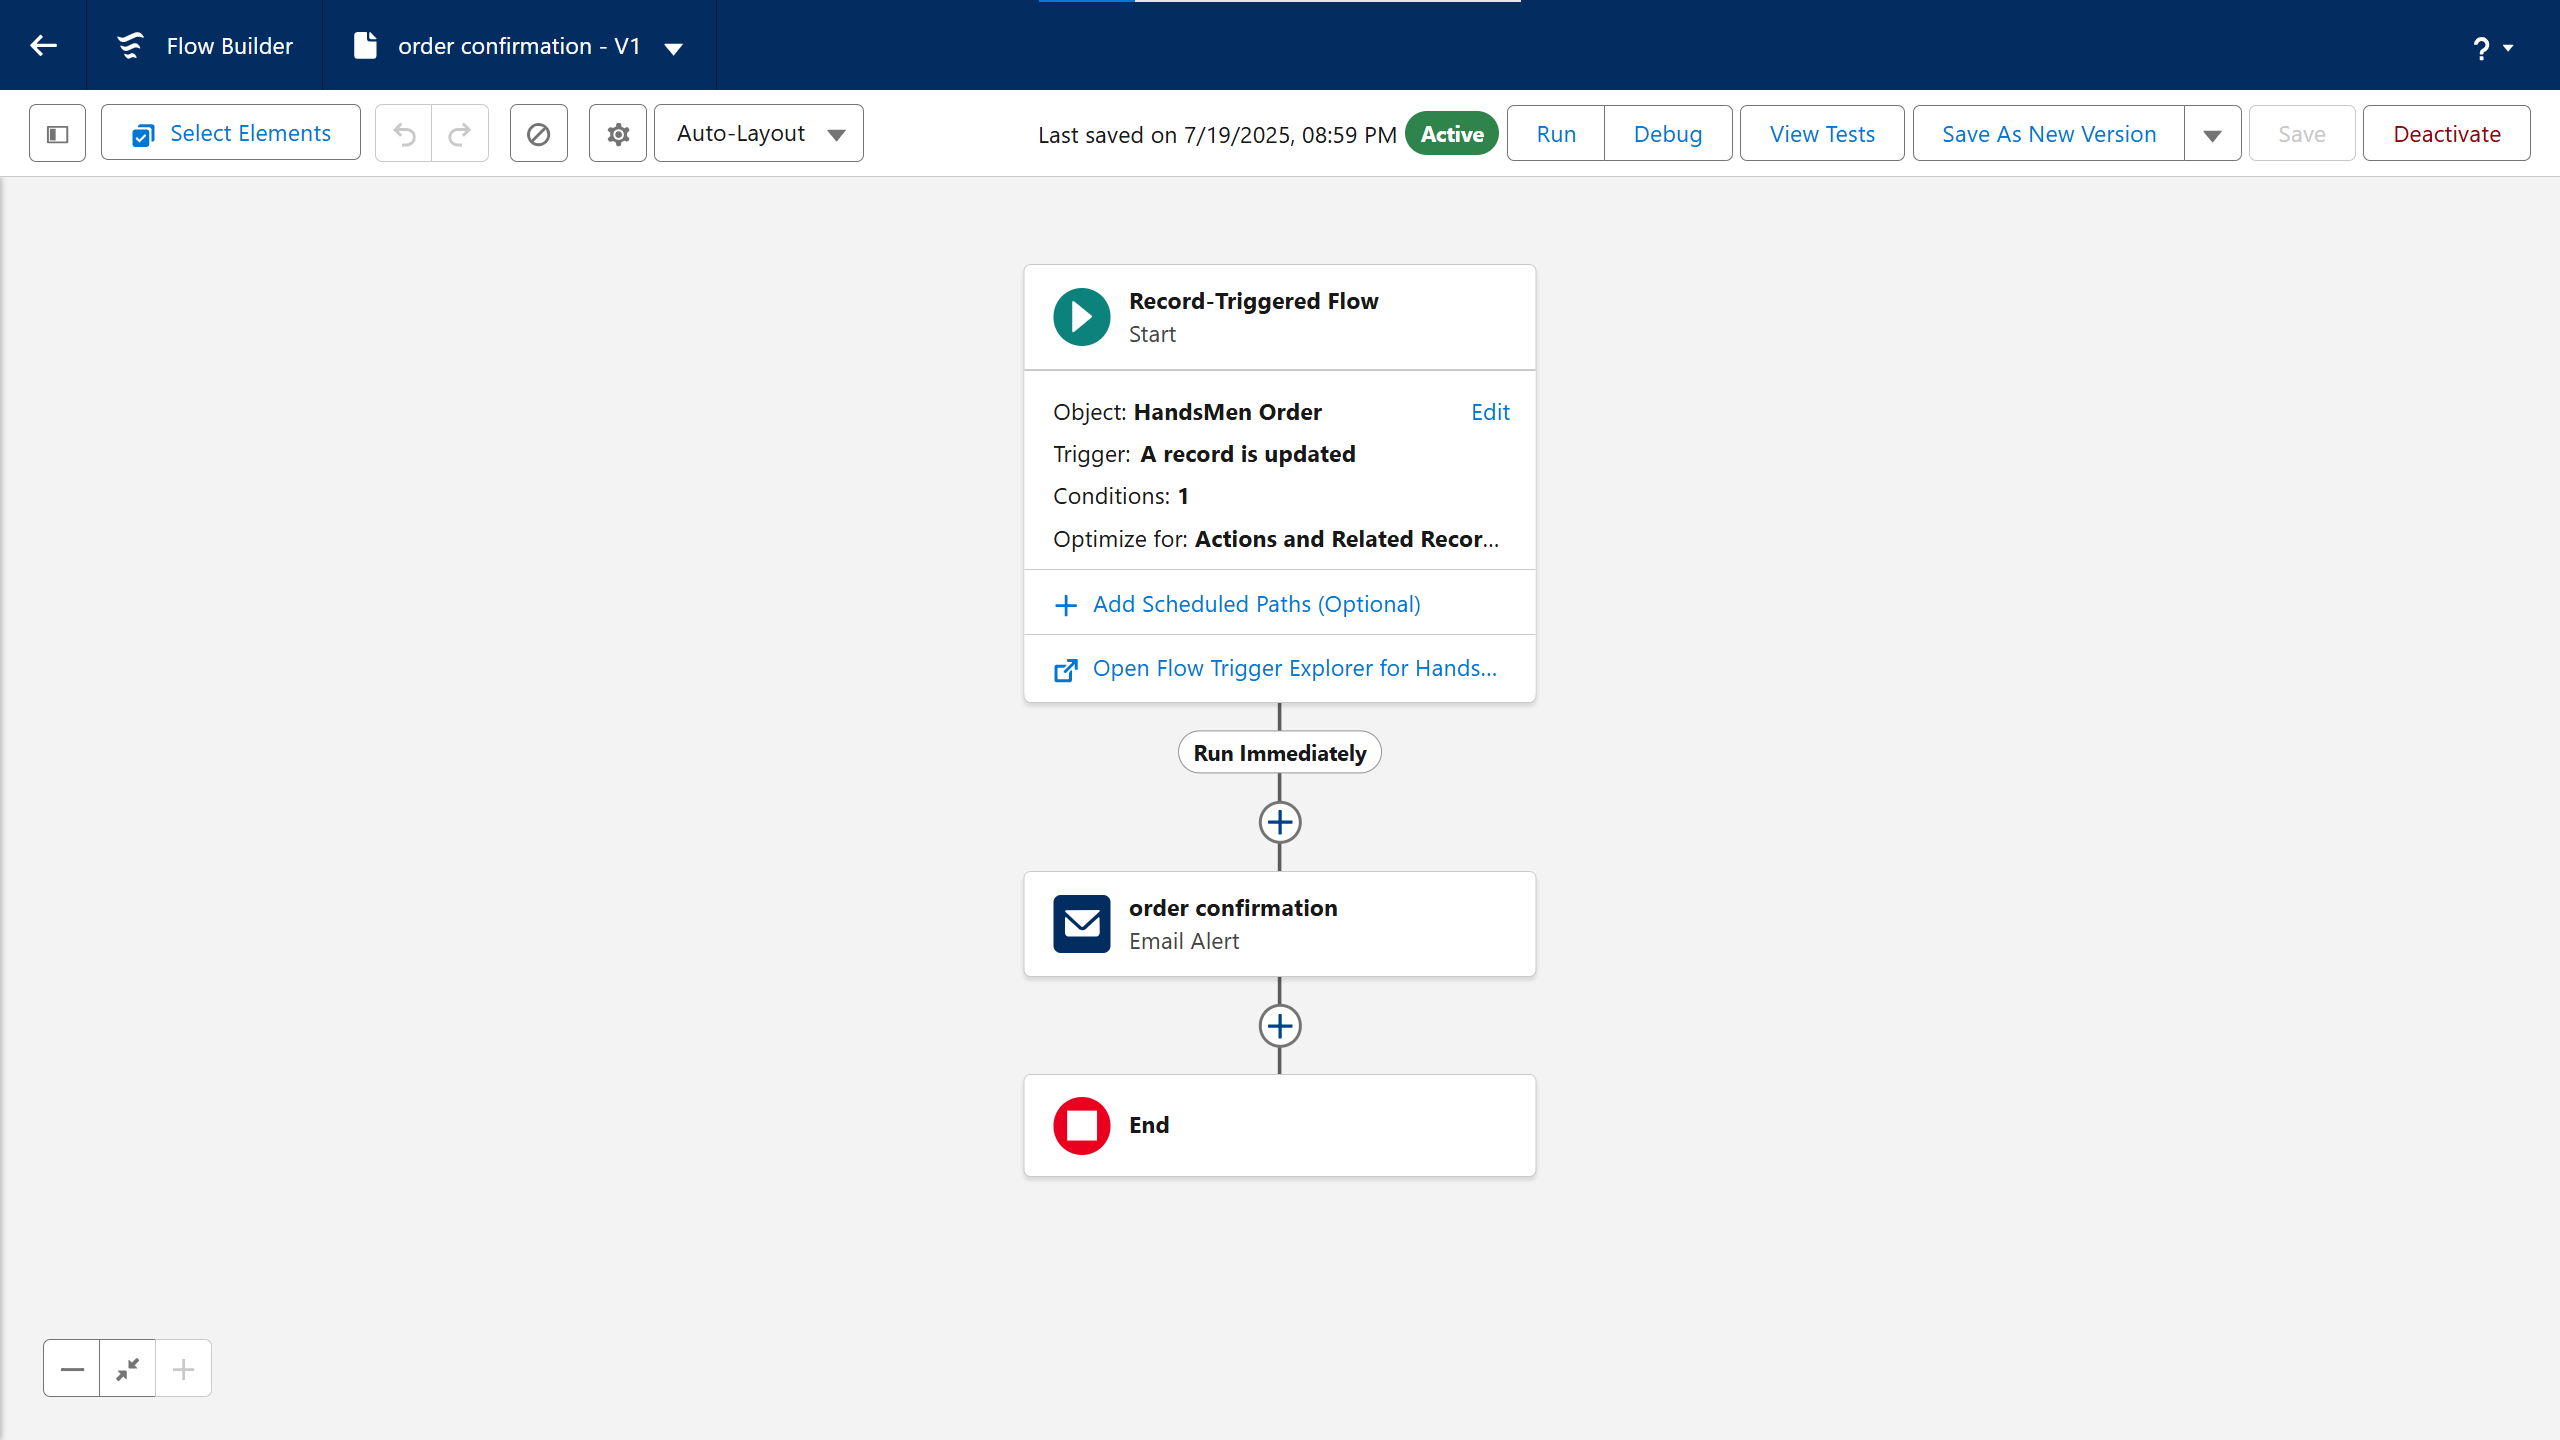 Flow Builder
order confirmation - V1
?
Select Elements
Auto-Layout
Last saved on 7/19/2025, 08:59 PM
Active
Run
Debug
View Tests
Save As New Version
Save
Deactivate
Record-Triggered Flow
Start
Object: HandsMen Order
Edit
Trigger: A record is updated
Conditions: 1
Optimize for: Actions and Related Recor...
Add Scheduled Paths (Optional)
Open Flow Trigger Explorer for Hands...
Run Immediately
order confirmation
Email Alert
End